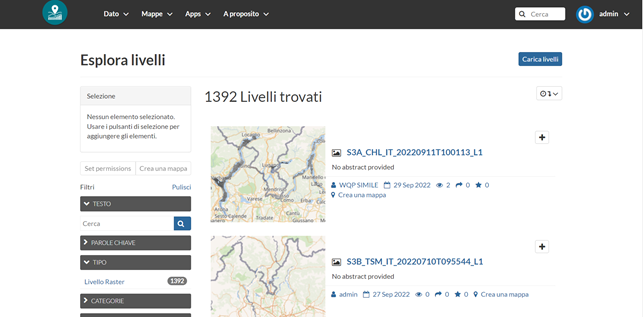 Dato Mappe Apps A proposito Cerca admin
Esplora livelli
Carica livelli
Selezione
Nessun elemento selezionato.
Usare i pulsanti di selezione per
aggiungere gli elementi.
Set permissions Crea una mappa
Filtri Pulisci
TESTO
Cerca
PAROLE CHIAVE
TIPO
Livello Raster 1392
CATEGORIE
1392 Livelli trovati
S3A_CHL_IT_20220911T100113_L1
No abstract provided
WQP SIMILE 29 Sep 2022 2 0 0
Crea una mappa
S3B_TSM_IT_20220710T095544_L1
No abstract provided
admin 27 Sep 2022 0 0 0 Crea una mappa